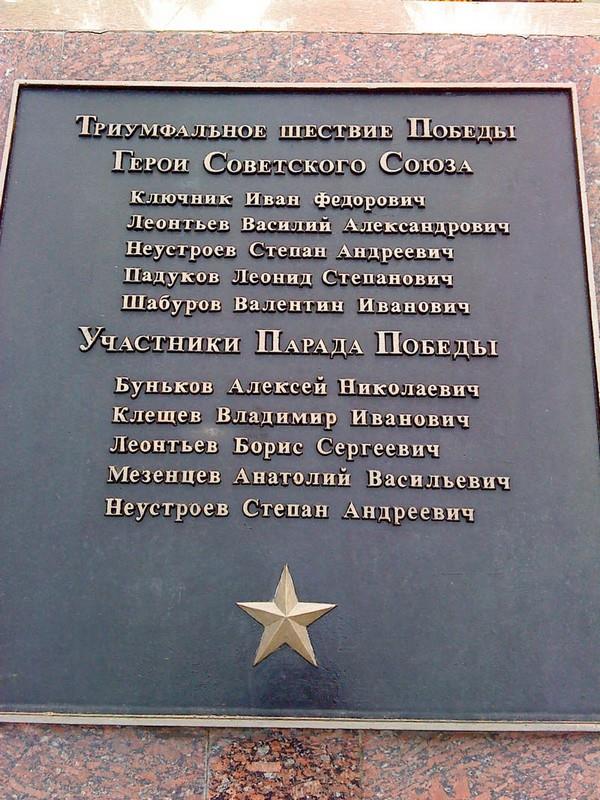 Триумфальное шествие Победы
Герои Советского Союза
Ключник Иван Федорович
Леонтьев Василий Александрович
Неустроев Степан Андреевич
Падуков Леонид Степанович
Шабуров Валентин Иванович
Участники Парада Победы
Буньков Алексей Николаевич
Клещев Владимир Иванович
Леонтьев Борис Сергеевич
Мезенцев Анатолий Васильевич
Неустроев Степан Андреевич